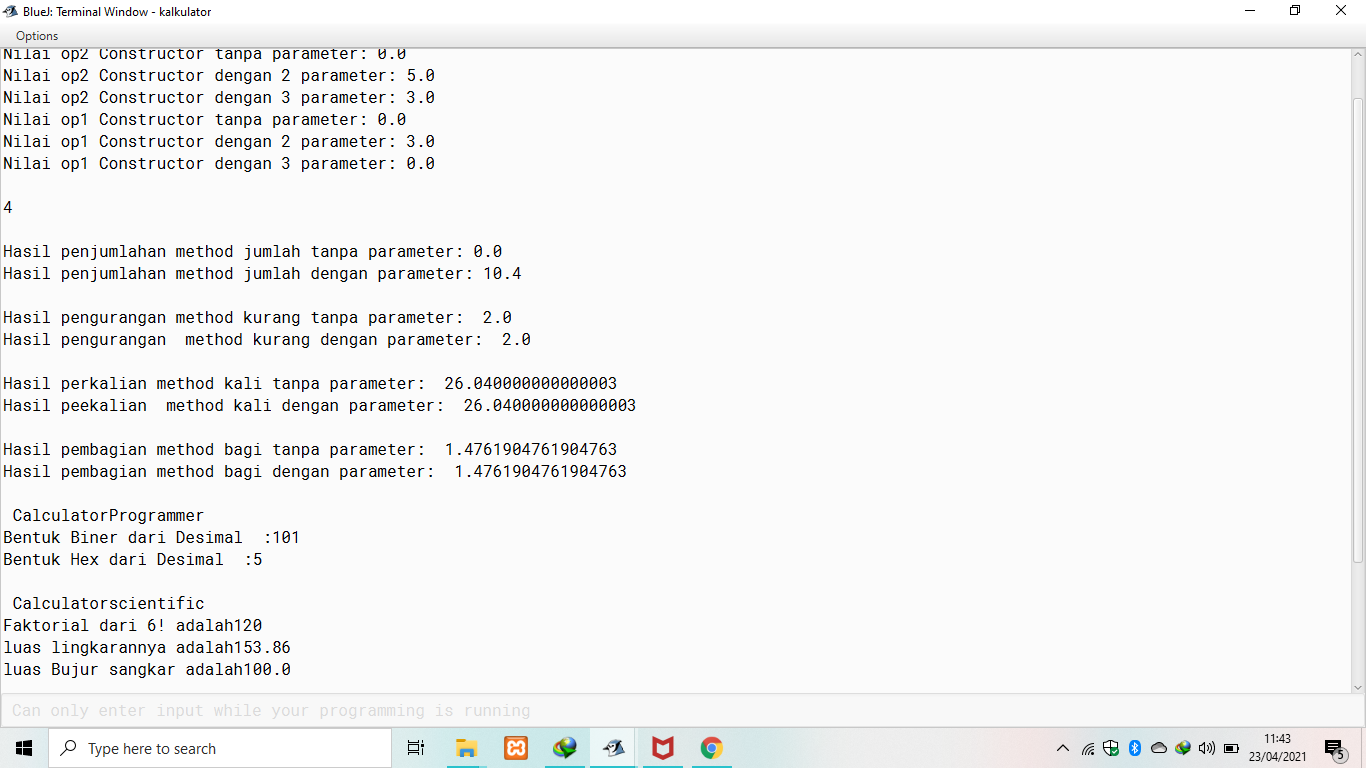 BlueJ: Terminal Window - kalkulator
Options
Nilai op2 Constructor tanpa parameter: 0.0
Nilai op2 Constructor dengan 2 parameter: 5.0
Nilai op2 Constructor dengan 3 parameter: 3.0
Nilai op1 Constructor tanpa parameter: 0.0
Nilai op1 Constructor dengan 2 parameter: 3.0
Nilai op1 Constructor dengan 3 parameter: 0.0
4
Hasil penjumlahan method jumlah tanpa parameter: 0.0
Hasil penjumlahan method jumlah dengan parameter: 10.4
Hasil pengurangan method kurang tanpa parameter:  2.0
Hasil pengurangan  method kurang dengan parameter:  2.0
Hasil perkalian method kali tanpa parameter:  26.040000000000003
Hasil peekalian  method kali dengan parameter:  26.040000000000003
Hasil pembagian method bagi tanpa parameter:  1.4761904761904763
Hasil pembagian method bagi dengan parameter:  1.4761904761904763
CalculatorProgrammer
Bentuk Biner dari Desimal  :101
Bentuk Hex dari Desimal  :5
Calculatorscientific
Faktorial dari 6! adalah120
luas lingkarannya adalah153.86
luas Bujur sangkar adalah100.0
Can only enter input while your programming is running
Type here to search
11:43
23/04/2021
5